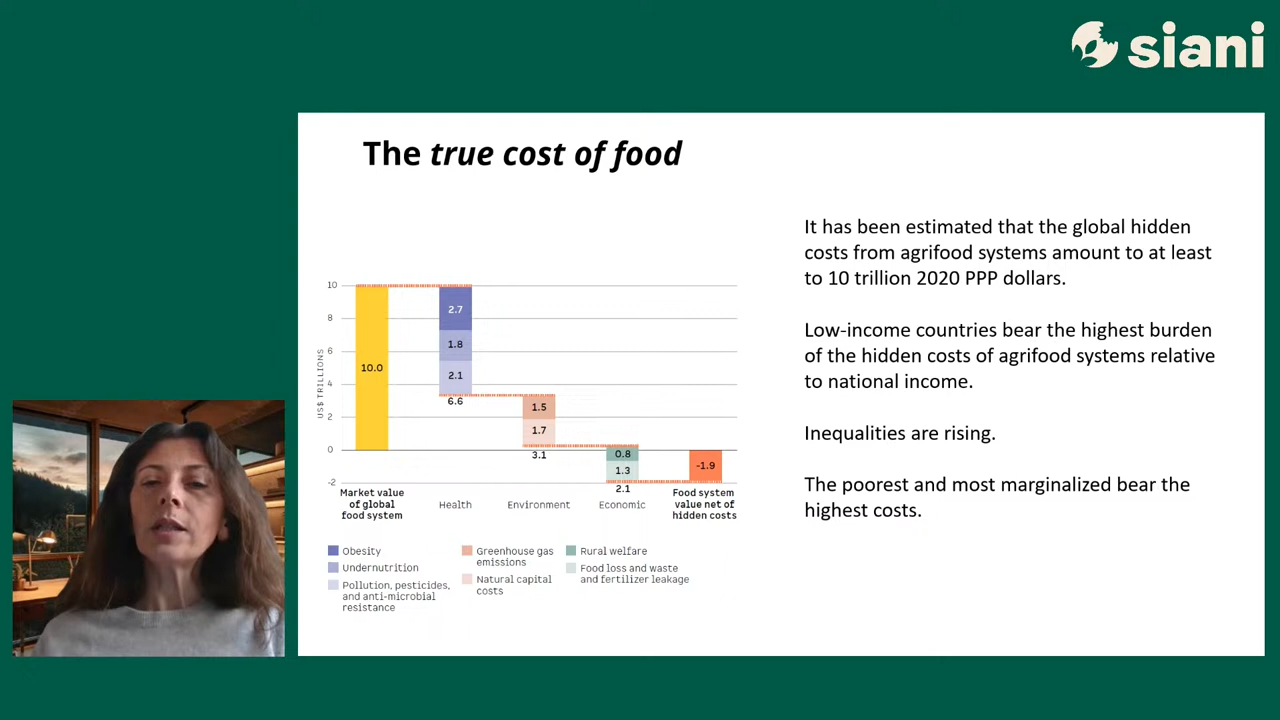 siani
The true cost of food
It has been estimated that the global hidden
costs from agrifood systems amount to at least
to 10 trillion 2020 PPP dollars.
Low-income countries bear the highest burden
of the hidden costs of agrifood systems relative
to national income.
Inequalities are rising.
The poorest and most marginalized bear the
highest costs.
US$ TRILLIONS
10
8
6
4
2
0
-2
10.0
2.7
1.8
2.1
6.6
1.5
1.7
3.1
0.8
1.3
2.1
-1.9
Market value
of global
food system
Health
Environment
Economic
Food system
value net of
hidden costs
Obesity
Undernutrition
Pollution, pesticides,
and anti-microbial
resistance
Greenhouse gas
emissions
Natural capital
costs
Rural welfare
Food loss and waste
and fertilizer leakage